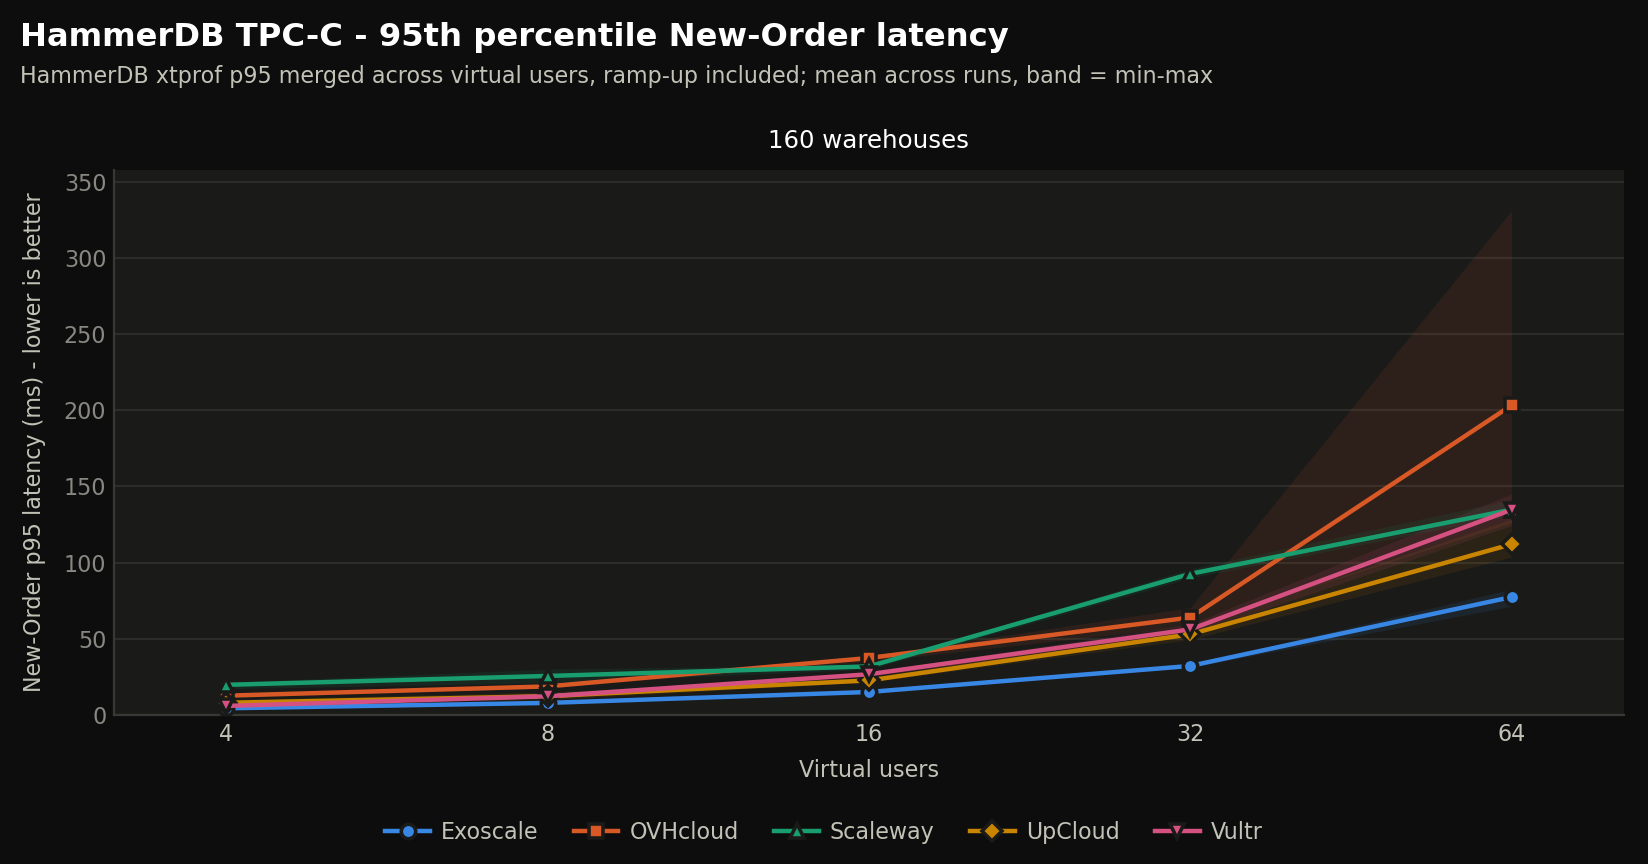 HammerDB TPC-C - 95th percentile New-Order latency
HammerDB xtprof p95 merged across virtual users, ramp-up included; mean across runs, band = min-max
160 warehouses
New-Order p95 latency (ms) - lower is better
350
300
250
200
150
100
50
0
4 8 16 32 64
Virtual users
Exoscale OVHcloud Scaleway UpCloud Vultr